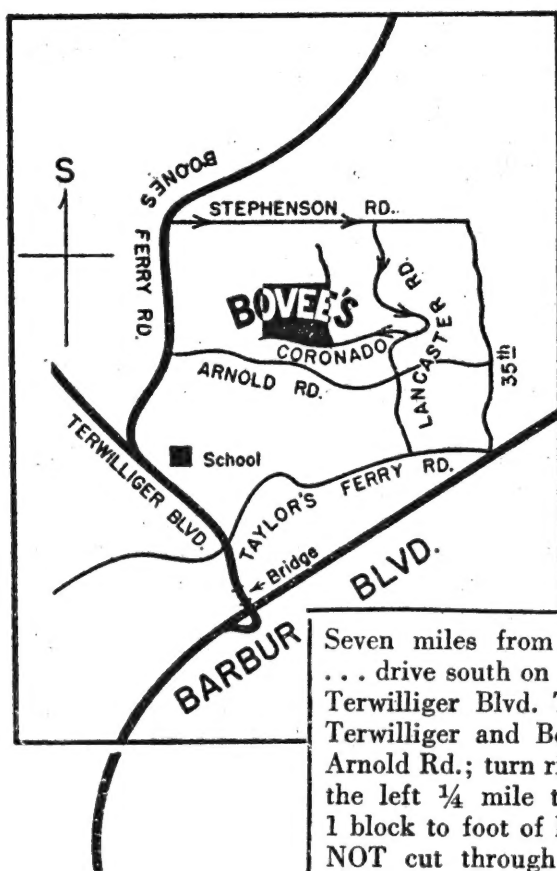 S
BOONES
FERRY RD.
STEPHENSON RD.
BOVEE'S
CORONADO
LANCASTER RD.
ARNOLD RD.
35th
TERWILLIGER BLVD.
School
TAYLOR'S FERRY RD.
Bridge
BARBUR BLVD.
Seven miles from
... drive south on
Terwilliger Blvd.
Terwilliger and
Arnold Rd.; turn
the left ¼ mile
1 block to foot of
NOT cut through